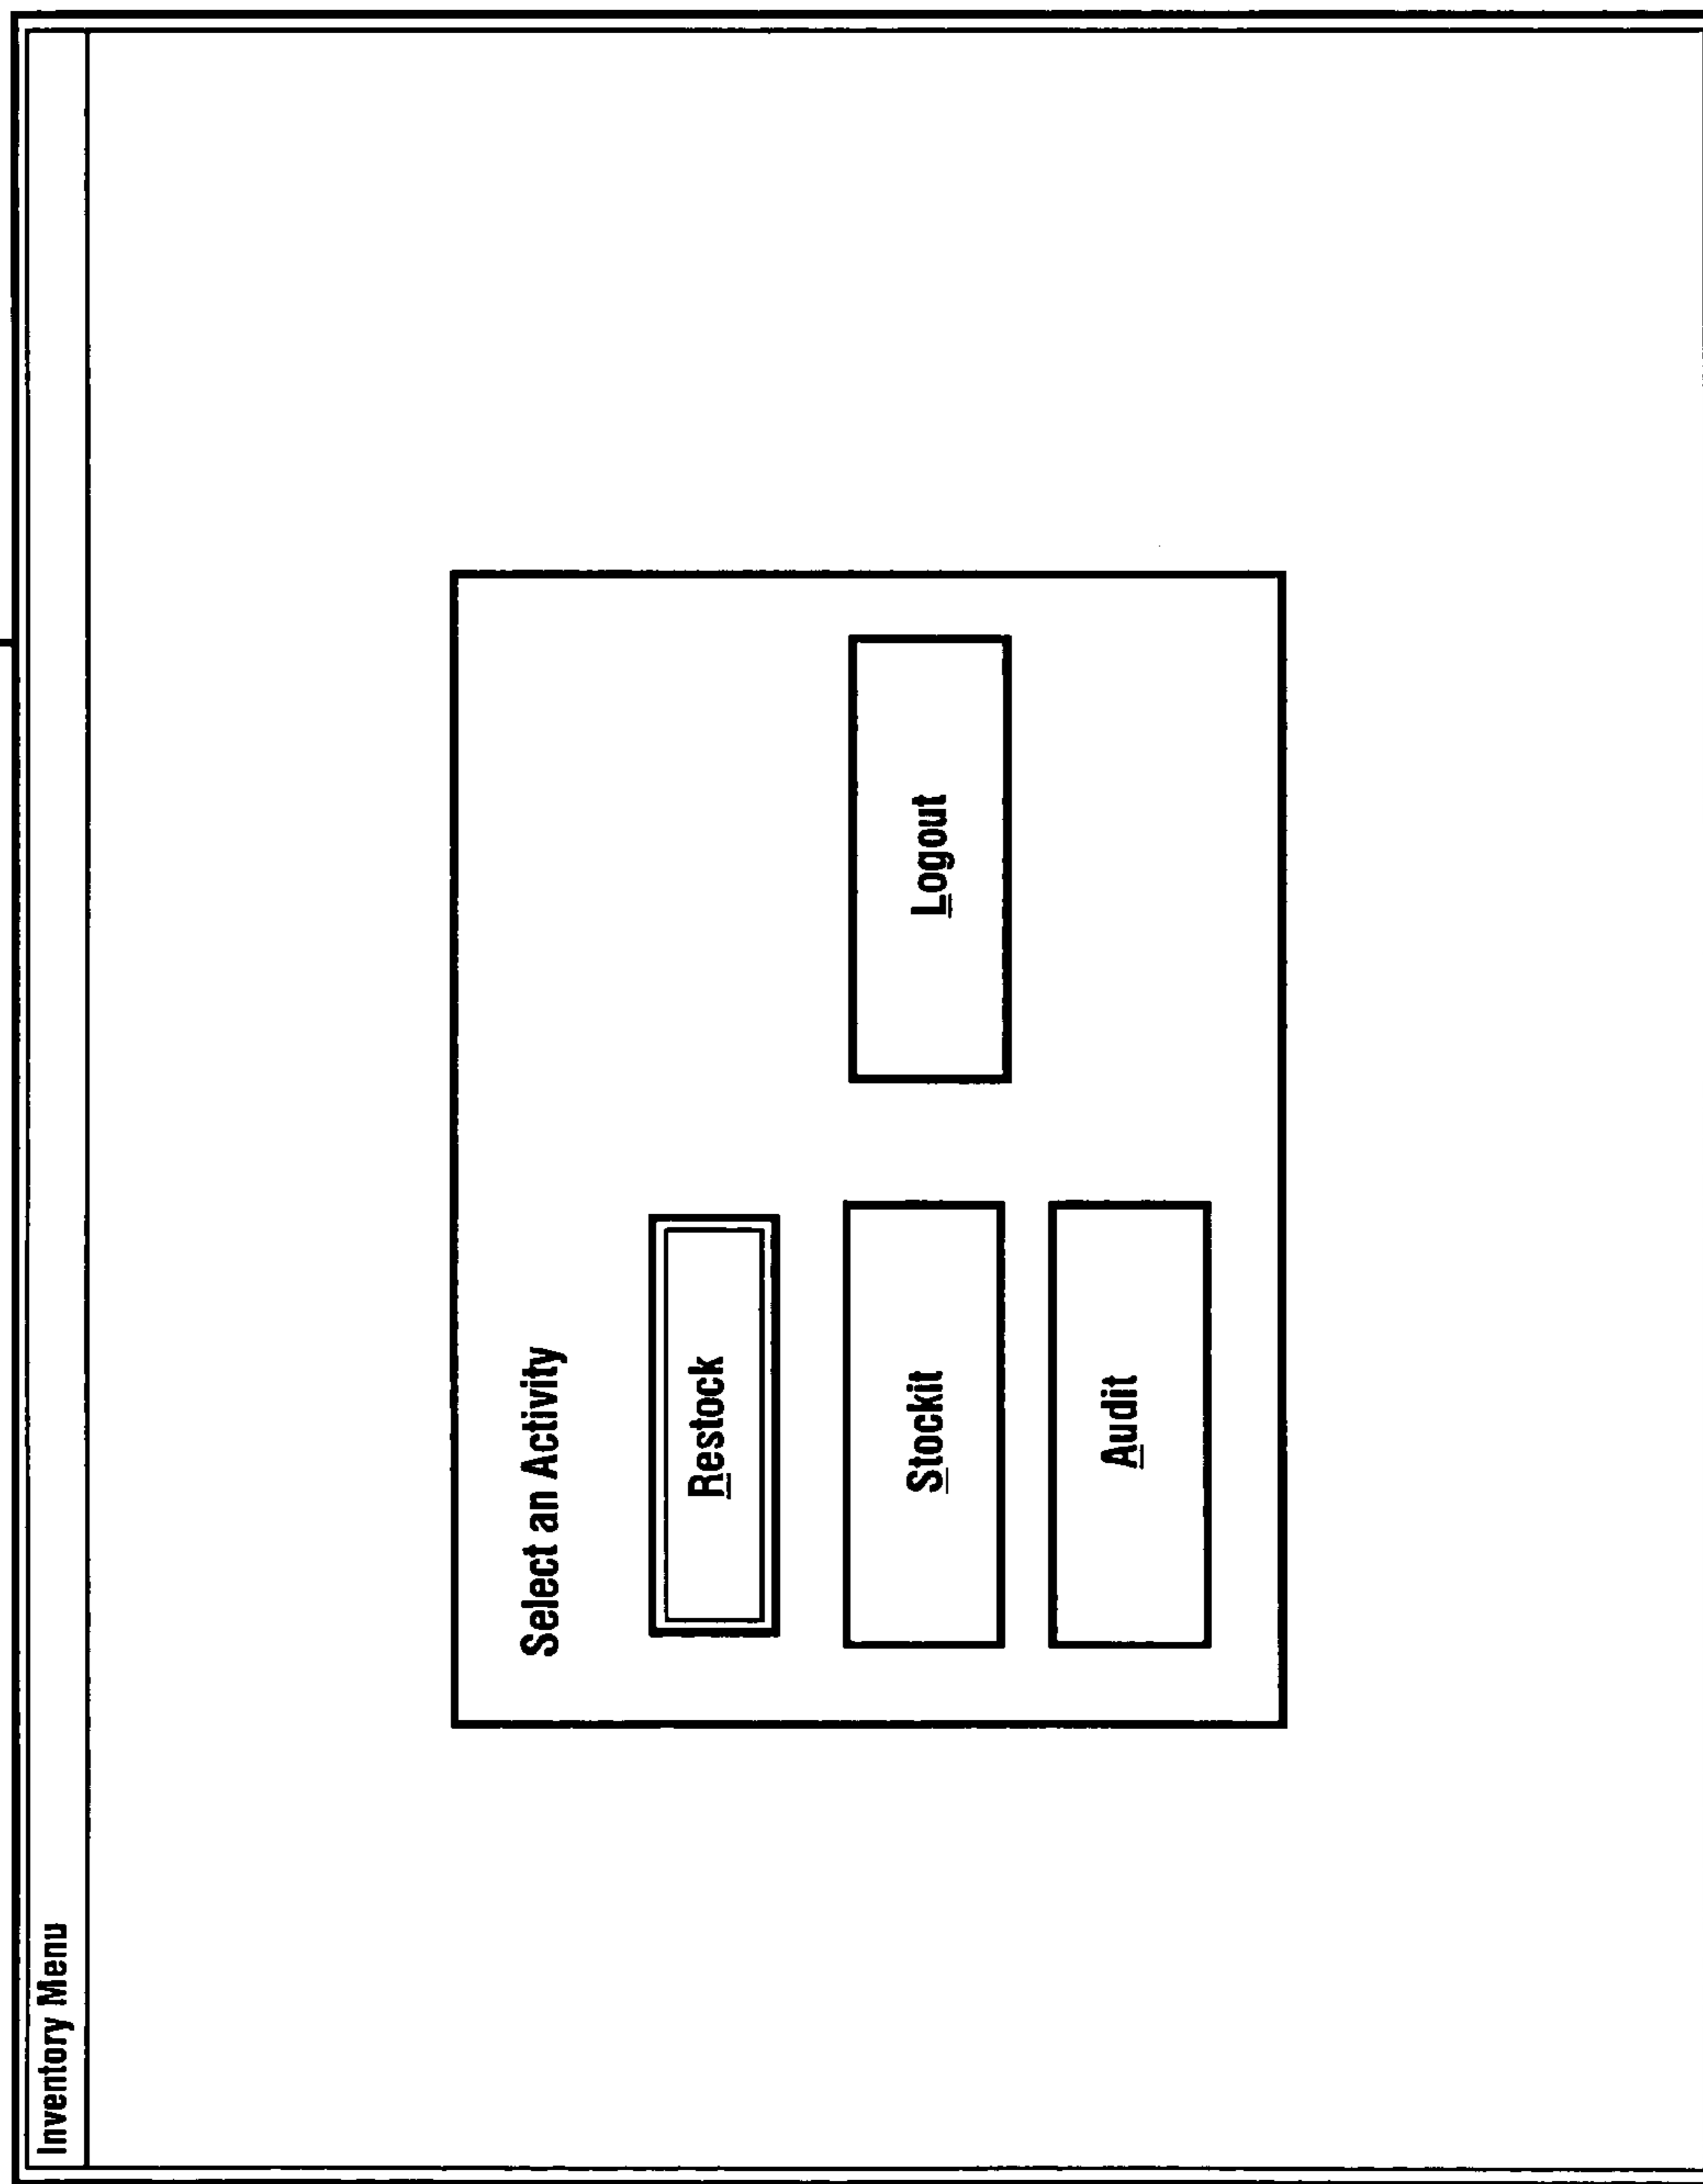 Inventory Menu
Select an Activity
Restock
Stockit
Logout
Audit